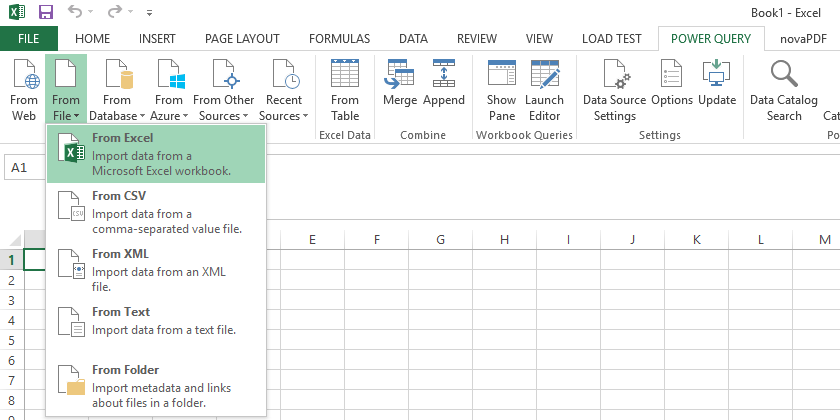 Book1 - Excel
FILE HOME INSERT PAGE LAYOUT FORMULAS DATA REVIEW VIEW LOAD TEST POWER QUERY novaPDF
From Web
From File
From Database
From Azure
From Other Sources
Recent Sources
From Table
Merge
Append
Show Pane
Launch Editor
Data Source Settings
Options
Update
Data Catalog Search
Excel Data
Combine
Workbook Queries
Settings
A1
From Excel
Import data from a
Microsoft Excel workbook.
From CSV
CSV
Import data from a
comma-separated value file.
From XML
Import data from an XML
file.
From Text
Import data from a text file.
From Folder
Import metadata and links
about files in a folder.
E F G H I J K L M
1
2
3
4
5
6
7
8